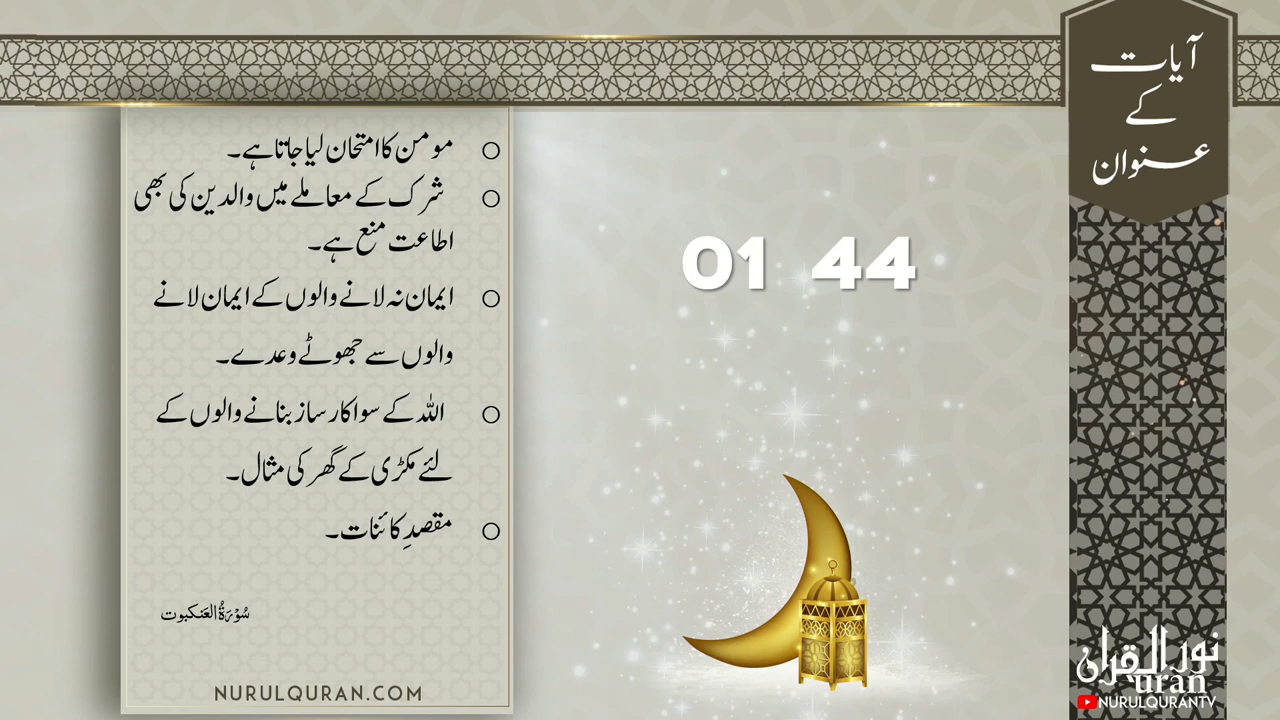 آیات
کے
عنوان
○ مومن کا امتحان لیا جاتا ہے۔
○ شرک کے معاملے میں والدین کی بھی
اطاعت منع ہے۔
○ ایمان نہ لانے والوں کے ایمان لانے
والوں سے جھوٹے وعدے۔
○ اللہ کے سوا کارساز بنانے والوں کے
لئے مکڑی کے گھر کی مثال۔
○ مقصدِ کائنات۔
سُوْرَةُ العَنكبوت
NURULQURAN.COM
01 44
نور القرآن
uran
NURULQURANTV